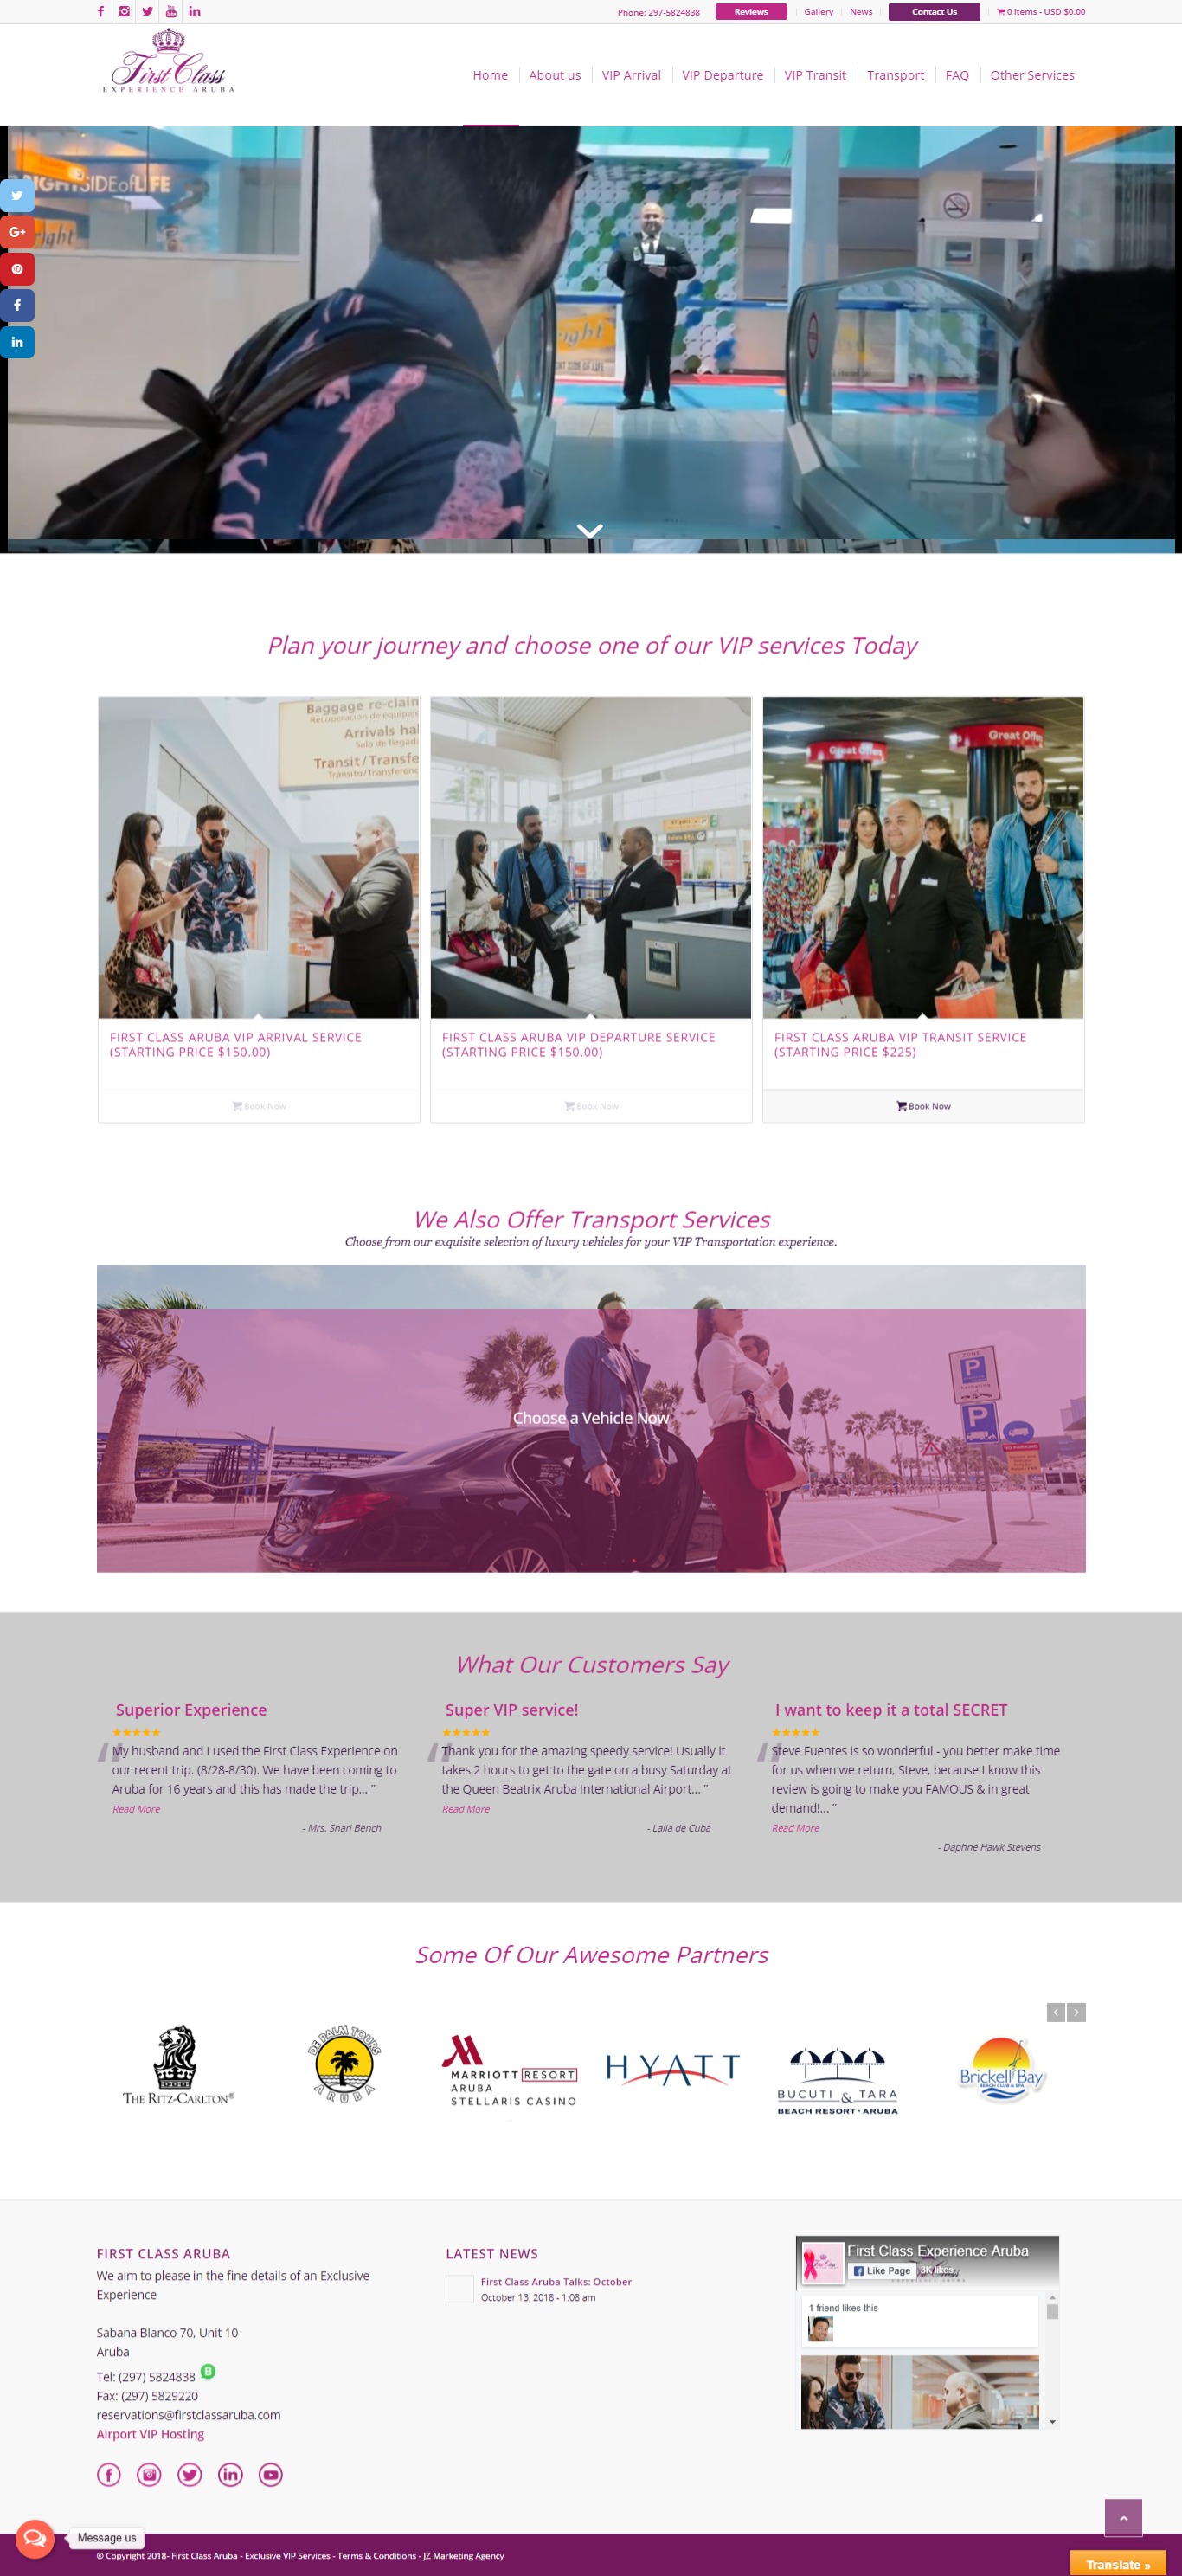 Phone: 297-5824838
Reviews
Gallery
News
Contact Us
0 items - USD $0.00
First Class
EXPERIENCE ARUBA
Home
About us
VIP Arrival
VIP Departure
VIP Transit
Transport
FAQ
Other Services
Plan your journey and choose one of our VIP services Today
Baggage re-claim
Arrivals hal
Transit/Transfe
Great Offe
Great Offe
FIRST CLASS ARUBA VIP ARRIVAL SERVICE
(STARTING PRICE $150.00)
Book Now
FIRST CLASS ARUBA VIP DEPARTURE SERVICE
(STARTING PRICE $150.00)
Book Now
FIRST CLASS ARUBA VIP TRANSIT SERVICE
(STARTING PRICE $225)
Book Now
We Also Offer Transport Services
Choose from our exquisite selection of luxury vehicles for your VIP Transportation experience.
Choose a Vehicle Now
What Our Customers Say
Superior Experience
My husband and I used the First Class Experience on
our recent trip. (8/28-8/30). We have been coming to
Aruba for 16 years and this has made the trip... "
Read More
- Mrs. Shari Bench
Super VIP service!
Thank you for the amazing speedy service! Usually it
takes 2 hours to get to the gate on a busy Saturday at
the Queen Beatrix Aruba International Airport... "
Read More
- Laila de Cuba
I want to keep it a total SECRET
Steve Fuentes is so wonderful - you better make time
for us when we return, Steve, because I know this
review is going to make you FAMOUS & in great
demand!... "
Read More
- Daphne Hawk Stevens
Some Of Our Awesome Partners
THE RITZ-CARLTON®
DE PALM TOURS
ARUBA
MARRIOTT RESORT
ARUBA
STELLARIS CASINO
HYATT
BUCUTI & TARA
BEACH RESORT · ARUBA
Brickell Bay
BEACH CLUB & SPA
FIRST CLASS ARUBA
We aim to please in the fine details of an Exclusive
Experience
Sabana Blanco 70, Unit 10
Aruba
Tel: (297) 5824838
Fax: (297) 5829220
reservations@firstclassaruba.com
Airport VIP Hosting
LATEST NEWS
First Class Aruba Talks: October
October 13, 2018 - 1:08 am
First Class Experience Aruba
Like Page
3K likes
1 friend likes this
Message us
© Copyright 2018- First Class Aruba - Exclusive VIP Services - Terms & Conditions - JZ Marketing Agency
Translate »